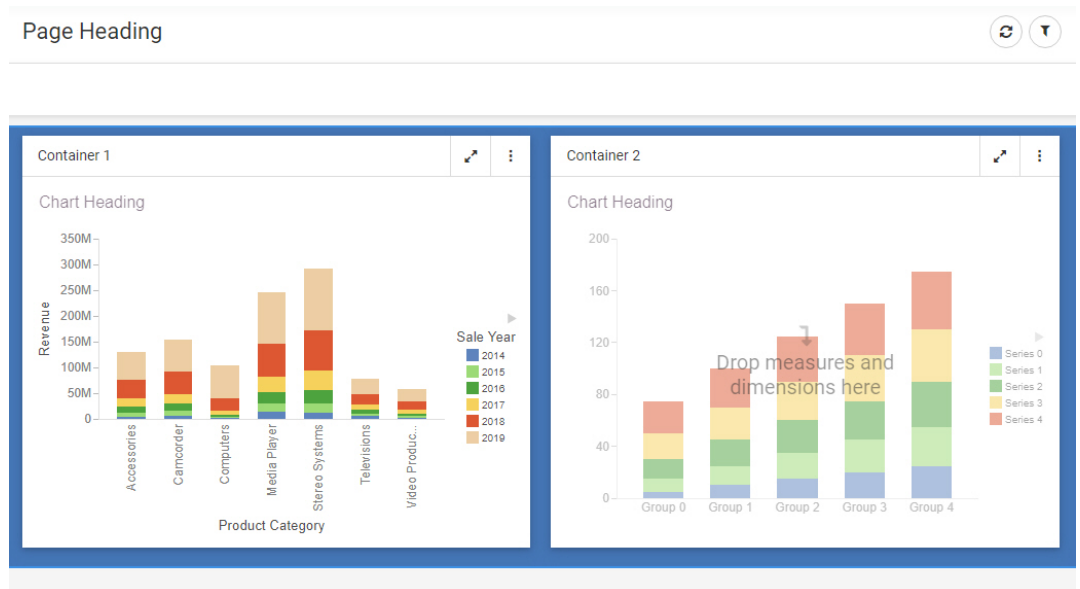 Page Heading
Container 1
Chart Heading
350M
300M
250M
200M
150M
100M
50M
0
Revenue
Accessories
Camcorder
Computers
Media Player
Stereo Systems
Televisions
Video Produc...
Product Category
Sale Year
2014
2015
2016
2017
2018
2019
Container 2
Chart Heading
200
160
120
80
40
0
Drop measures and
dimensions here
Group 0
Group 1
Group 2
Group 3
Group 4
Series 0
Series 1
Series 2
Series 3
Series 4